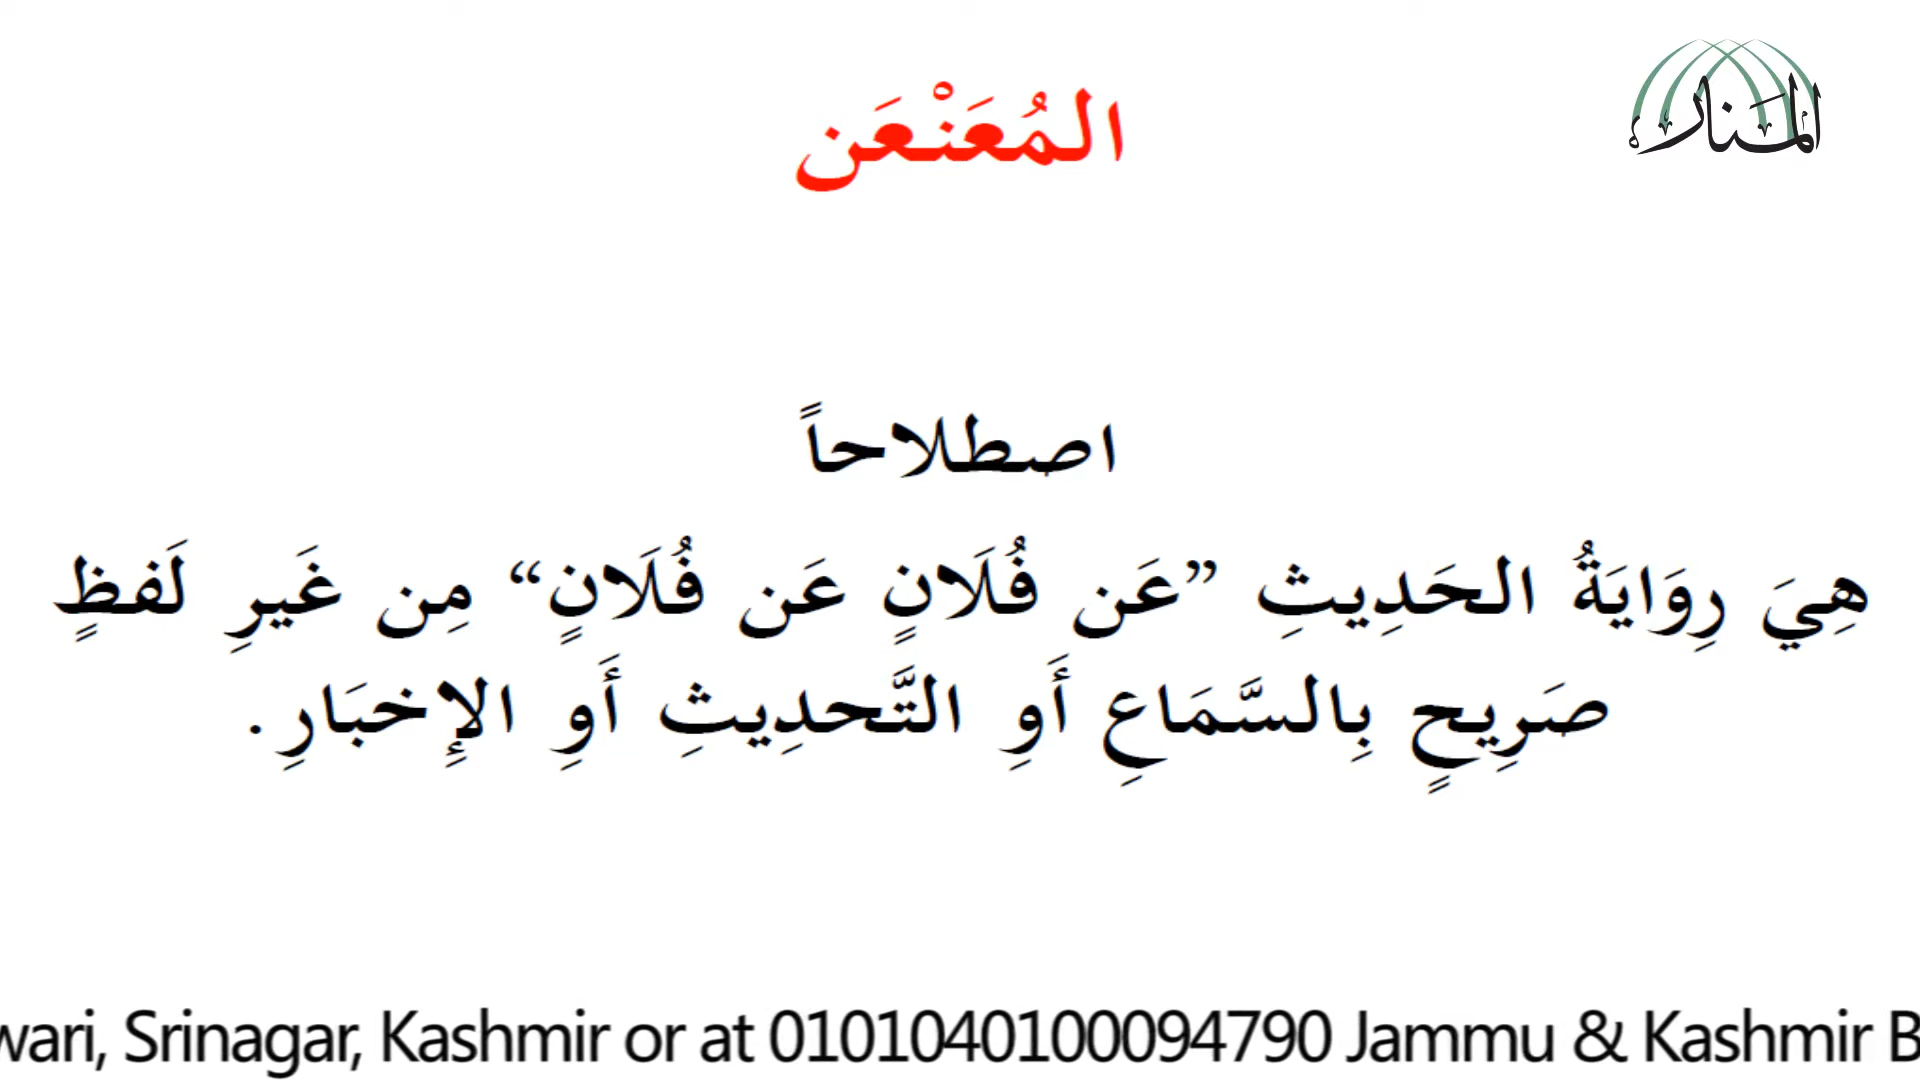 المنار
المُعَنْعَن
اصطلاحاً
هِيَ رِوَايَةُ الحَدِيثِ ”عَن فُلَانٍ عَن فُلَانٍ“ مِن غَيرِ لَفظٍ
صَرِيحٍ بِالسَّمَاعِ أَوِ التَّحدِيثِ أَوِ الإِخبَارِ.
wari, Srinagar, Kashmir or at 0101040100094790 Jammu & Kashmir B